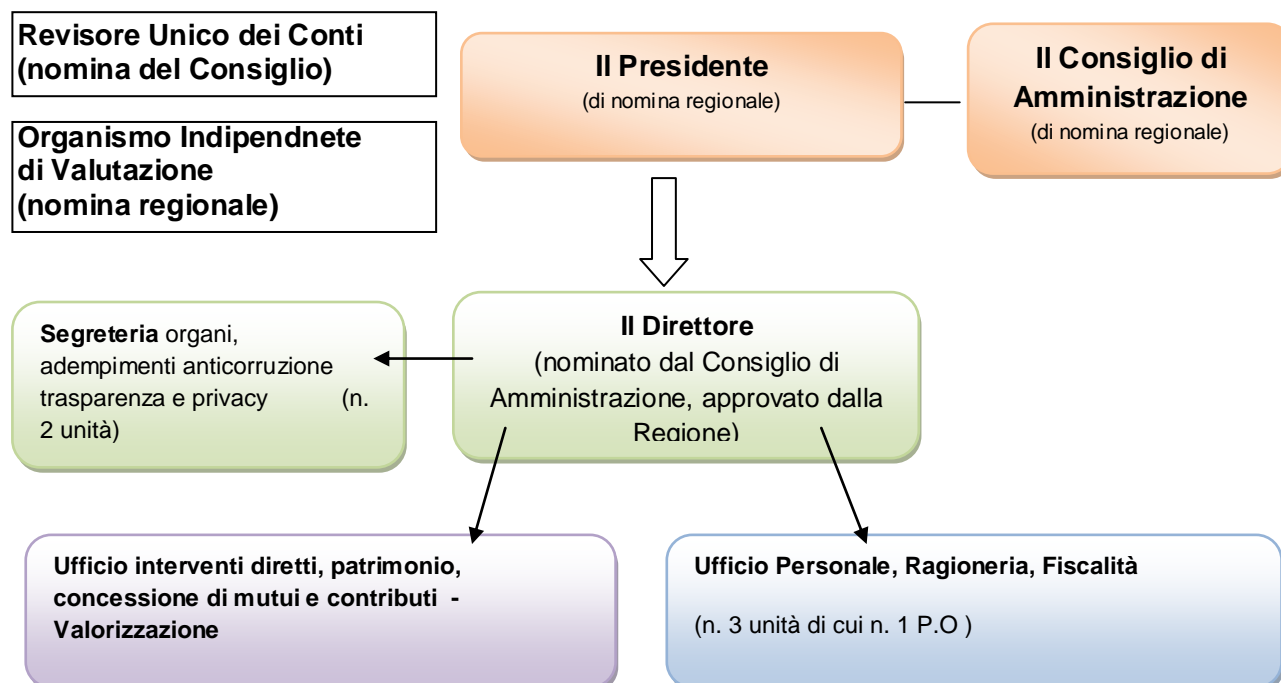 Revisore Unico dei Conti
(nomina del Consiglio)
Organismo Indipendnete
di Valutazione
(nomina regionale)
Il Presidente
(di nomina regionale)
Il Consiglio di
Amministrazione
(di nomina regionale)
Segreteria organi,
adempimenti anticorruzione
trasparenza e privacy (n.
2 unità)
Il Direttore
(nominato dal Consiglio di
Amministrazione, approvato dalla
Regione)
Ufficio interventi diretti, patrimonio,
concessione di mutui e contributi -
Valorizzazione
Ufficio Personale, Ragioneria, Fiscalità
(n. 3 unità di cui n. 1 P.O )